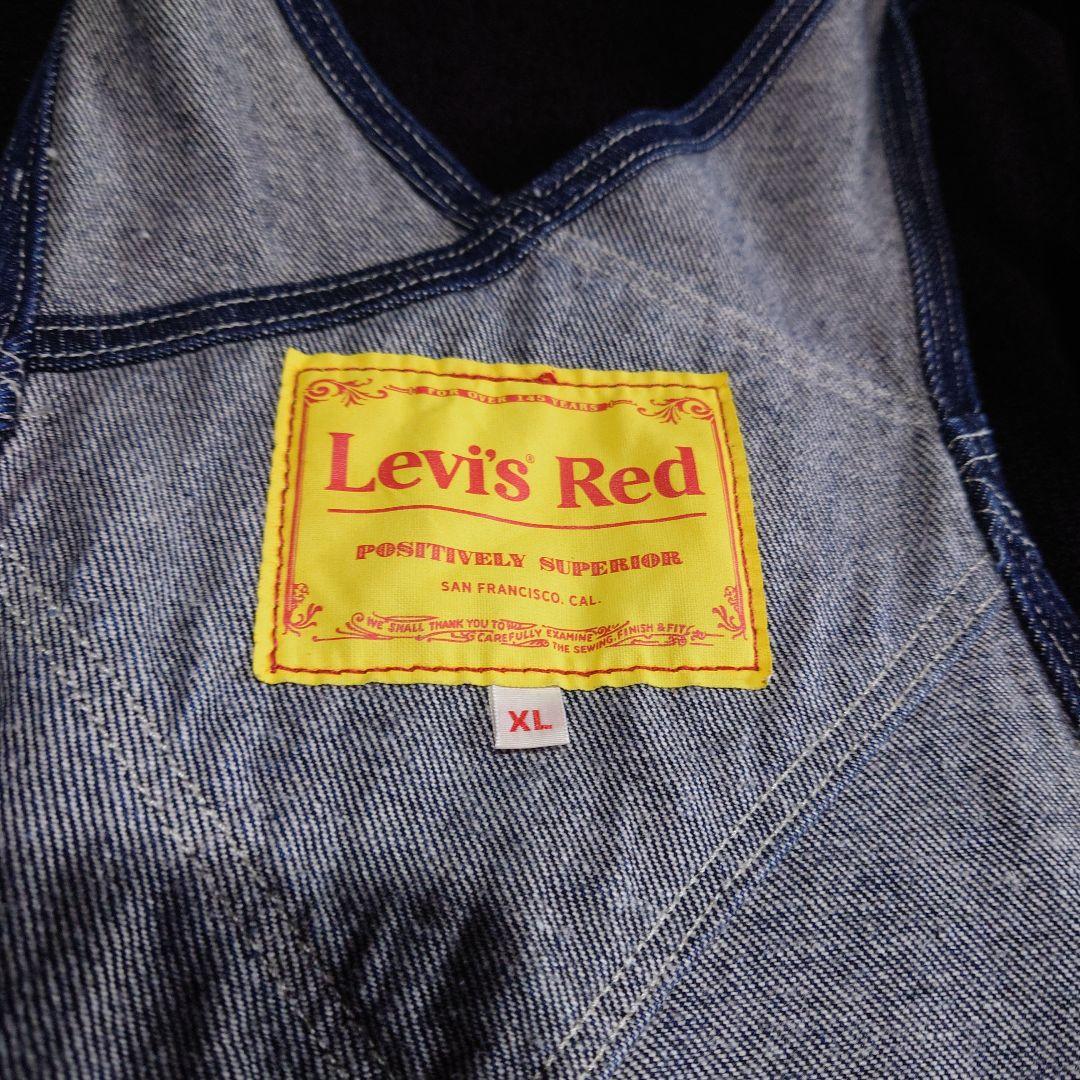 FOR OVER 145 YEARS
Levi's® Red
POSITIVELY SUPERIOR
SAN FRANCISCO. CAL.
WE SHALL THANK YOU TO
CAREFULLY EXAMINE
THE SEWING, FINISH & FIT
XL